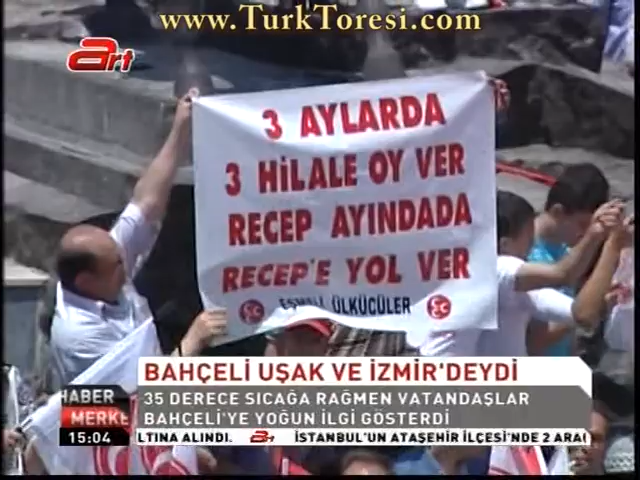 www.TurkToresi.com
Art
3 AYLARDA
3 HİLALE OY VER
RECEP AYINDADA
RECEP'E YOL VER
EŞMELİ ÜLKÜCÜLER
BAHÇELİ UŞAK VE İZMİR'DEYDİ
35 DERECE SICAĞA RAĞMEN VATANDAŞLAR
BAHÇELİ'YE YOĞUN İLGİ GÖSTERDİ
HABER
MERKE
15:04
LTINA ALINDI. Art İSTANBUL'UN ATAŞEHİR İLÇESİ'NDE 2 ARA